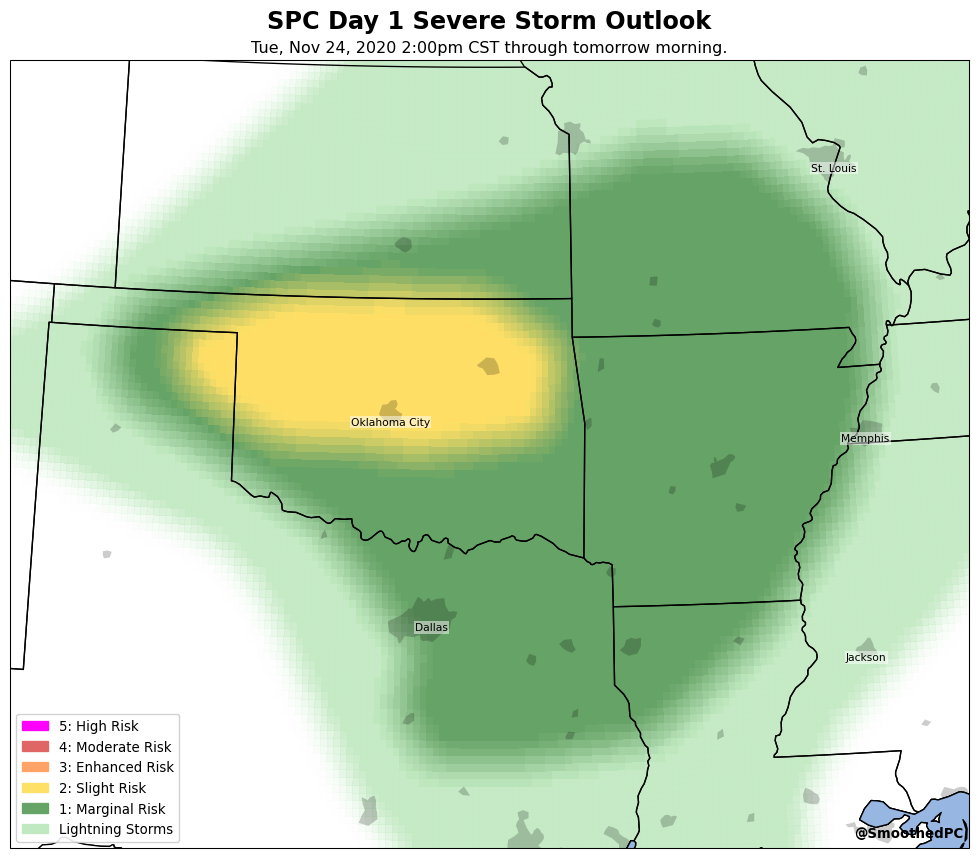 SPC Day 1 Severe Storm Outlook
Tue, Nov 24, 2020 2:00pm CST through tomorrow morning.
St. Louis
Oklahoma City
Memphis
Dallas
Jackson
5: High Risk
4: Moderate Risk
3: Enhanced Risk
2: Slight Risk
1: Marginal Risk
Lightning Storms
@SmoothedPC)